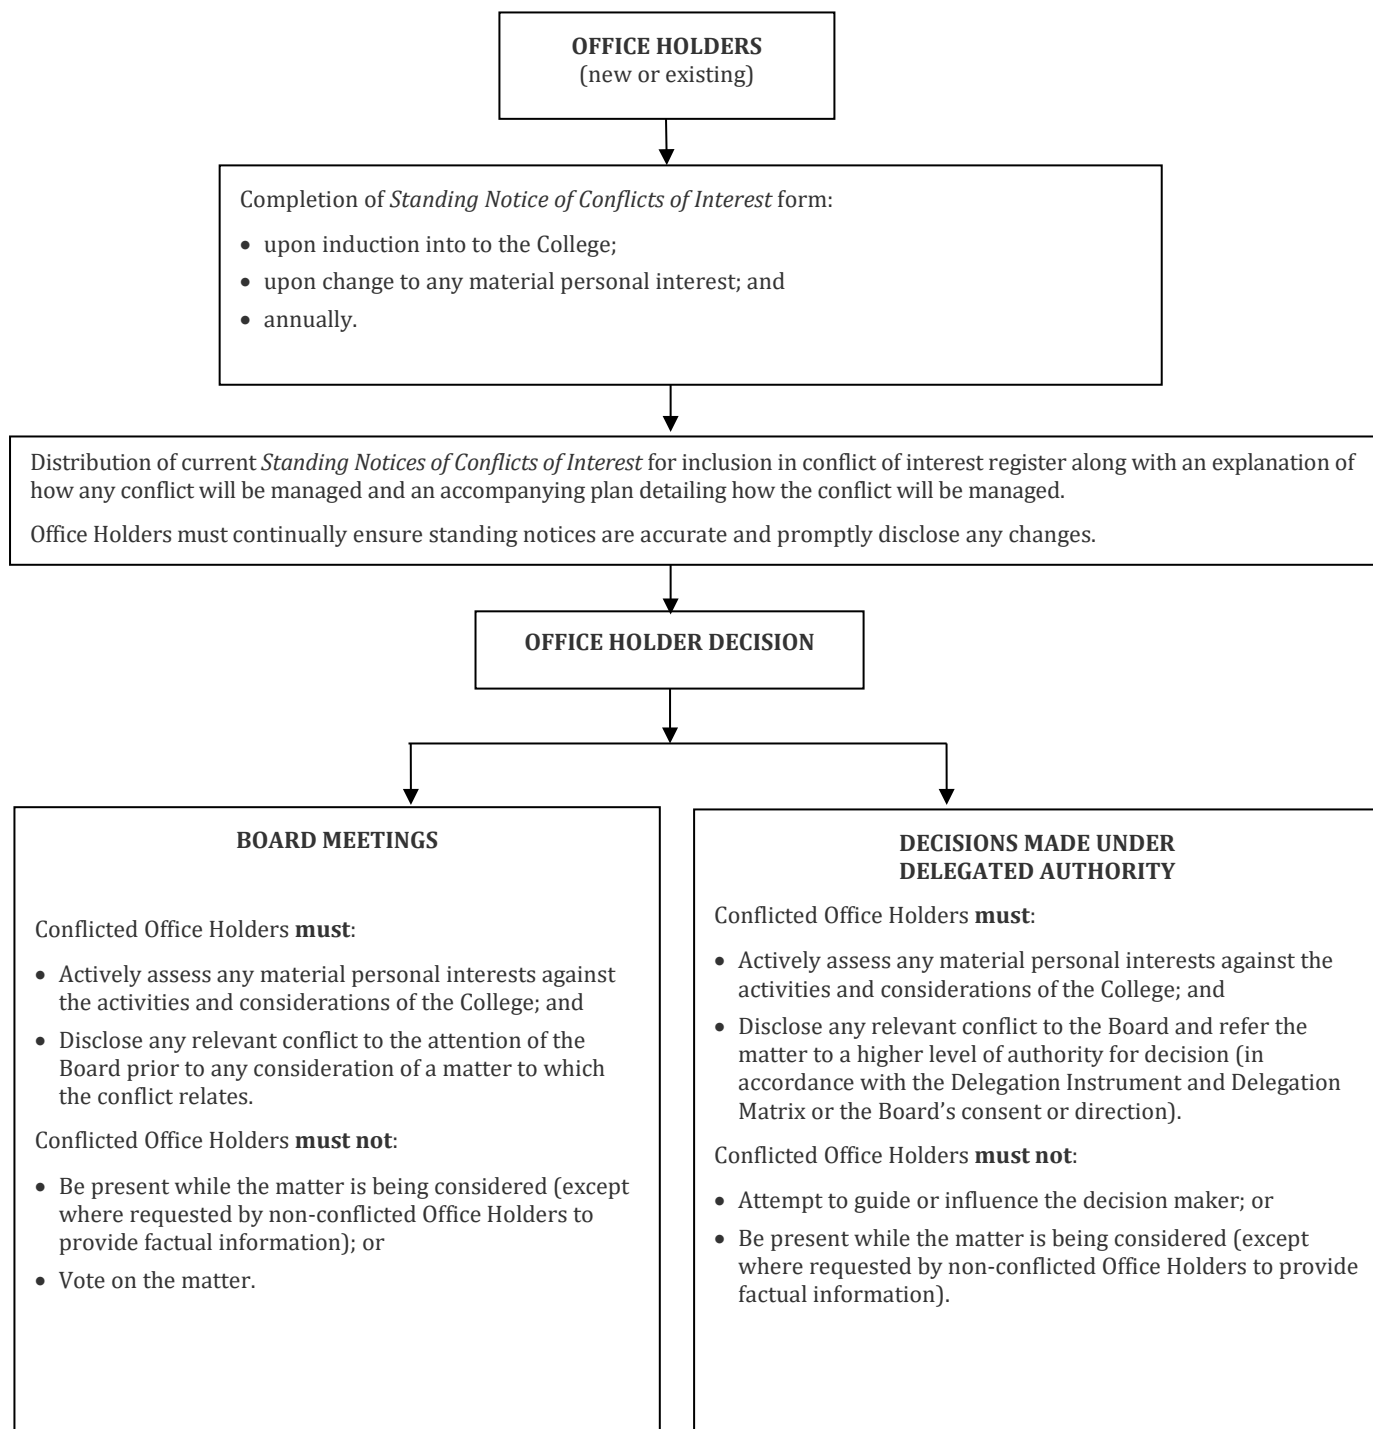 OFFICE HOLDERS
(new or existing)
Completion of Standing Notice of Conflicts of Interest form:
• upon induction into to the College;
• upon change to any material personal interest; and
• annually.
Distribution of current Standing Notices of Conflicts of Interest for inclusion in conflict of interest register along with an explanation of
how any conflict will be managed and an accompanying plan detailing how the conflict will be managed.
Office Holders must continually ensure standing notices are accurate and promptly disclose any changes.
OFFICE HOLDER DECISION
BOARD MEETINGS
Conflicted Office Holders must:
• Actively assess any material personal interests against
the activities and considerations of the College; and
• Disclose any relevant conflict to the attention of the
Board prior to any consideration of a matter to which
the conflict relates.
Conflicted Office Holders must not:
• Be present while the matter is being considered (except
where requested by non-conflicted Office Holders to
provide factual information); or
• Vote on the matter.
DECISIONS MADE UNDER
DELEGATED AUTHORITY
Conflicted Office Holders must:
• Actively assess any material personal interests against the
activities and considerations of the College; and
• Disclose any relevant conflict to the Board and refer the
matter to a higher level of authority for decision (in
accordance with the Delegation Instrument and Delegation
Matrix or the Board’s consent or direction).
Conflicted Office Holders must not:
• Attempt to guide or influence the decision maker; or
• Be present while the matter is being considered (except
where requested by non-conflicted Office Holders to provide
factual information).